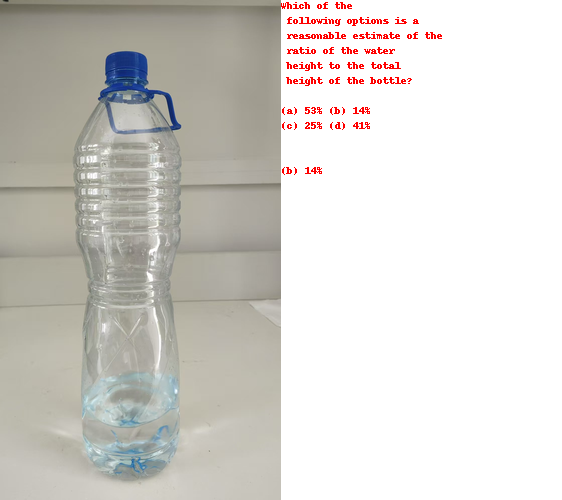 Which of the
following options is a
reasonable estimate of the
ratio of the water
height to the total
height of the bottle?
(a) 53% (b) 14%
(c) 25% (d) 41%
(b) 14%